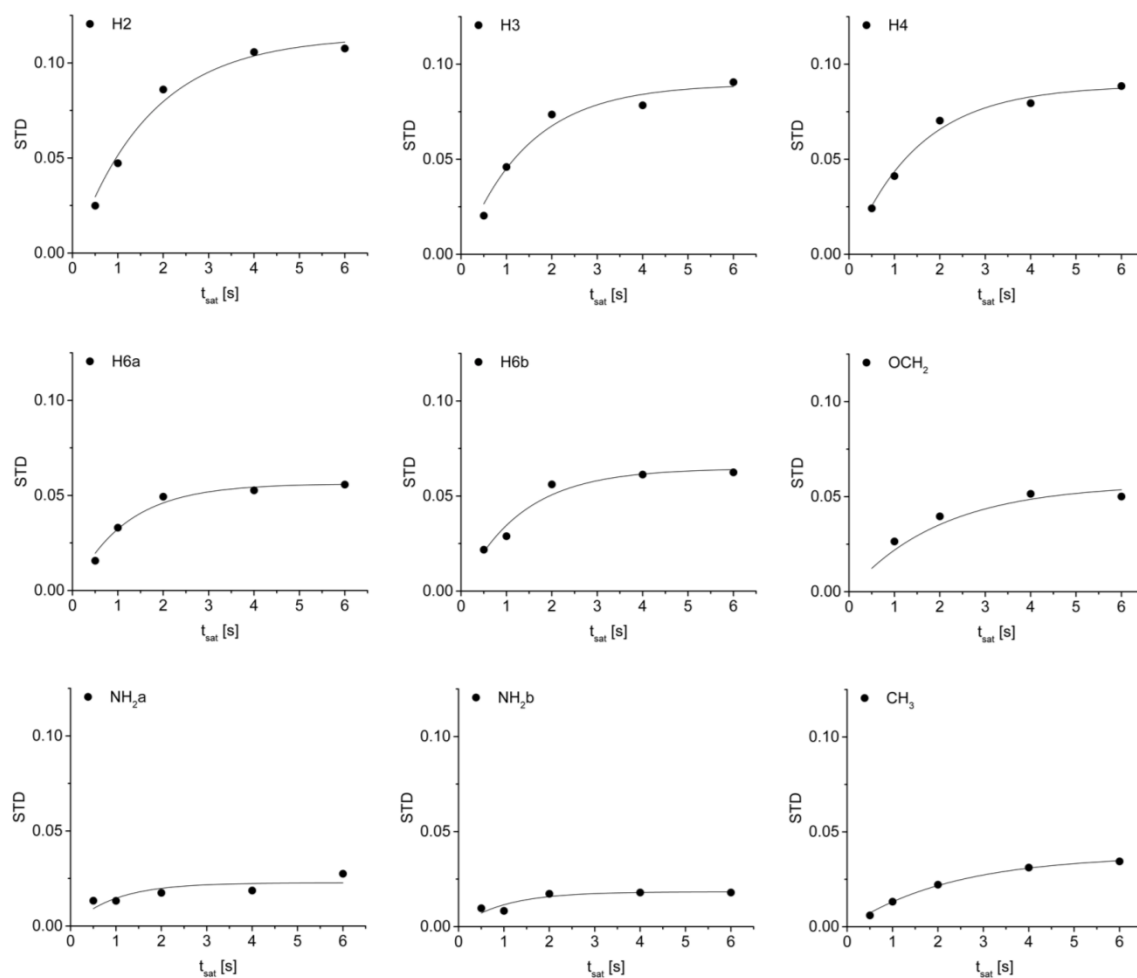 H2
STD
0.10
0.05
0.00
0 1 2 3 4 5 6
t_sat [s]
H3
STD
0.10
0.05
0.00
0 1 2 3 4 5 6
t_sat [s]
H4
STD
0.10
0.05
0.00
0 1 2 3 4 5 6
t_sat [s]
H6a
STD
0.10
0.05
0.00
0 1 2 3 4 5 6
t_sat [s]
H6b
STD
0.10
0.05
0.00
0 1 2 3 4 5 6
t_sat [s]
OCH₂
STD
0.10
0.05
0.00
0 1 2 3 4 5 6
t_sat [s]
NH₂a
STD
0.10
0.05
0.00
0 1 2 3 4 5 6
t_sat [s]
NH₂b
STD
0.10
0.05
0.00
0 1 2 3 4 5 6
t_sat [s]
CH₃
STD
0.10
0.05
0.00
0 1 2 3 4 5 6
t_sat [s]